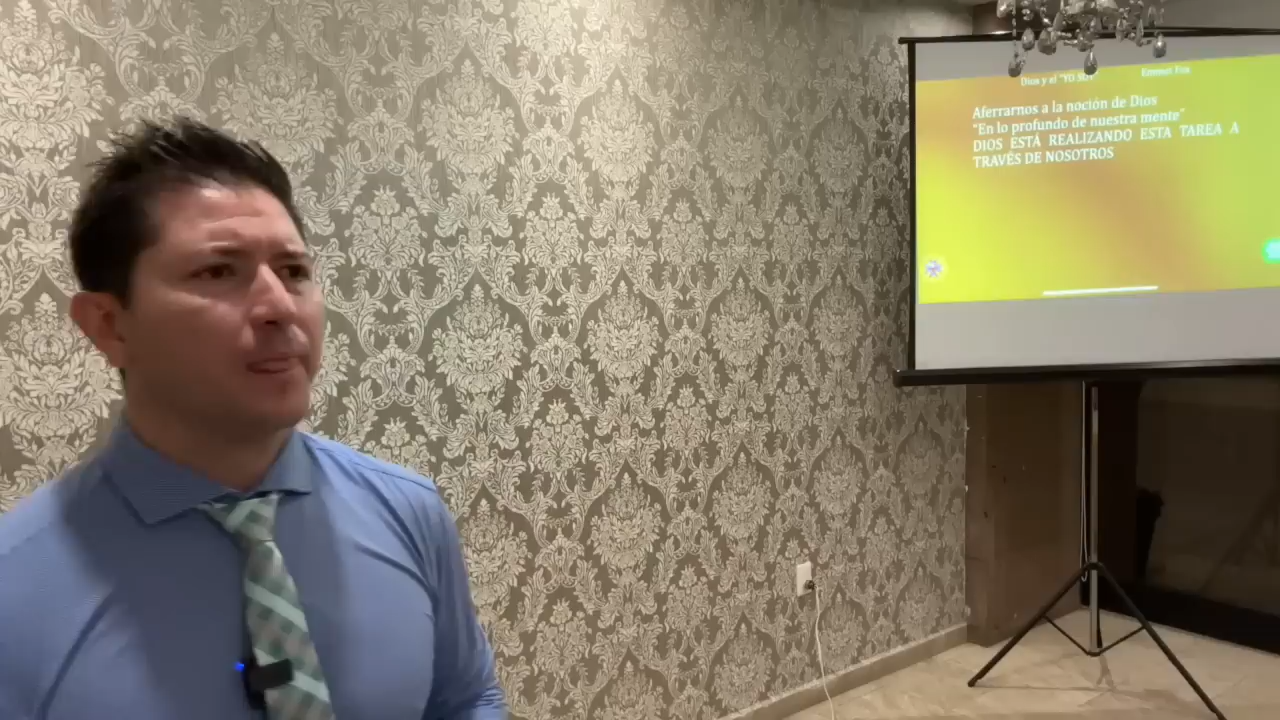 Dios y el "YO SOY" Emmet Fox
Aferrarnos a la noción de Dios
"En lo profundo de nuestra mente"
DIOS ESTÁ REALIZANDO ESTA TAREA A
TRAVÉS DE NOSOTROS